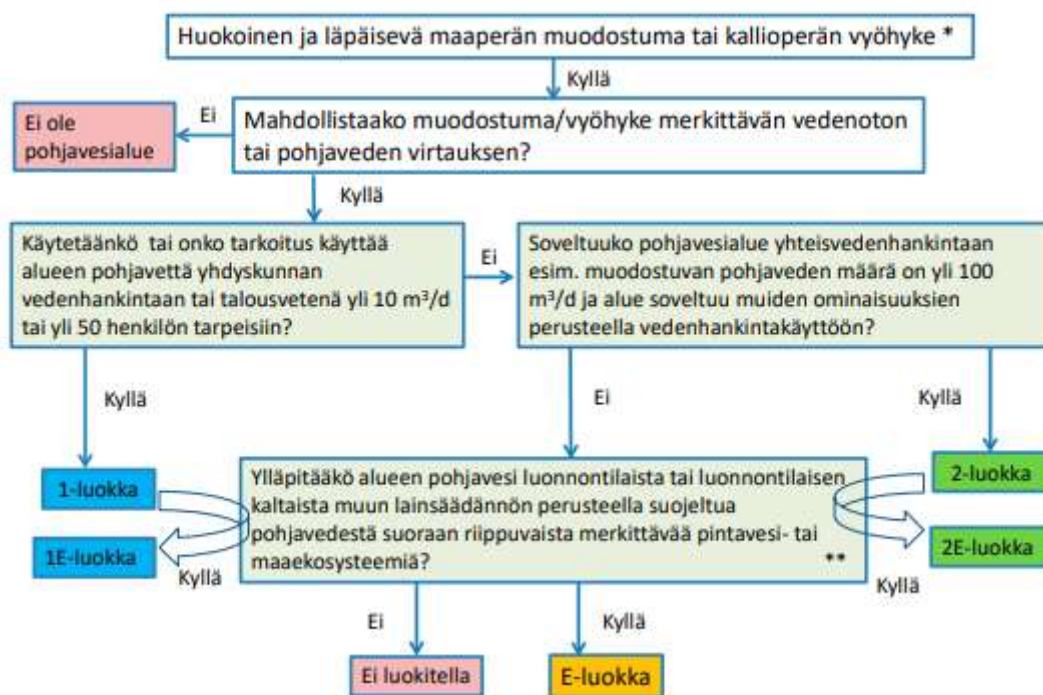 Huokoinen ja läpäisevä maaperän muodostuma tai kallioperän vyöhyke *
Kyllä
Ei ole
pohjavesialue
Ei
Mahdollistaako muodostuma/vyöhyke merkittävän vedenoton
tai pohjaveden virtauksen?
Kyllä
Käytetäänkö tai onko tarkoitus käyttää
alueen pohjavettä yhdyskunnan
vedenhankintaan tai talousvetenä yli 10 m³/d
tai yli 50 henkilön tarpeisiin?
Ei
Soveltuuko pohjavesialue yhteisvedenhankintaan
esim. muodostuvan pohjaveden määrä on yli 100
m³/d ja alue soveltuu muiden ominaisuuksien
perusteella vedenhankintakäyttöön?
Kyllä
Ei
Kyllä
1-luokka
1E-luokka
Kyllä
Ylläpitääkö alueen pohjavesi luonnontilaista tai luonnontilaisen
kaltaista muun lainsäädännön perusteella suojeltua
pohjavedestä suoraan riippuvaista merkittävää pintavesi- tai
maaekosysteemiä? **
2-luokka
2E-luokka
Kyllä
Ei
Kyllä
Ei luokitella
E-luokka